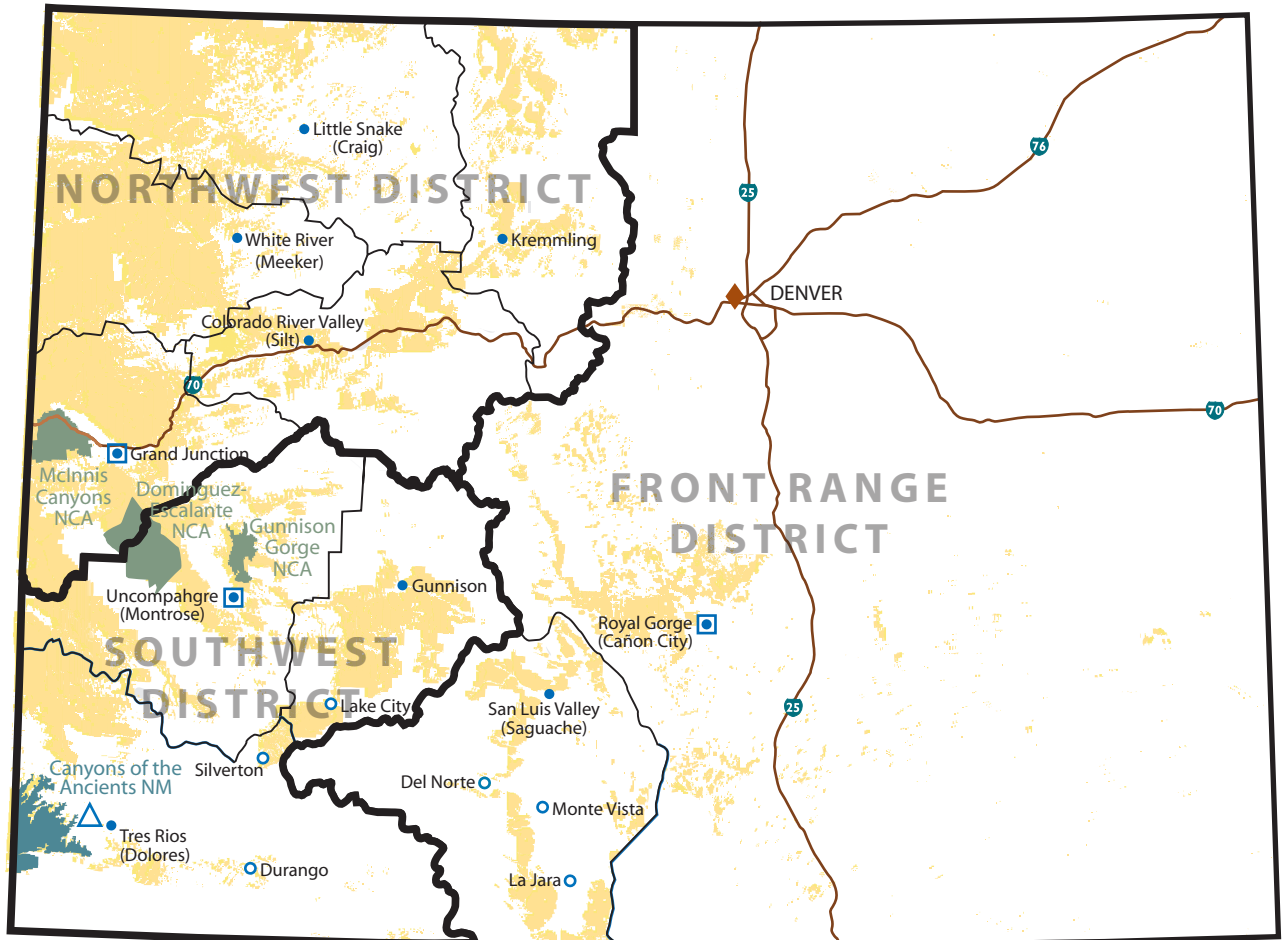 Little Snake
(Craig)
76
NORTHWEST DISTRICT
25
White River
(Meeker)
Kremmling
DENVER
Colorado River Valley
(Silt)
70
70
Grand Junction
McInnis
Canyons
NCA
Dominguez-
Escalante
NCA
FRONT RANGE
DISTRICT
Gunnison
Gorge
NCA
Gunnison
Uncompahgre
(Montrose)
Royal Gorge
(Cañon City)
SOUTHWEST
DISTRICT
Lake City
San Luis Valley
(Saguache)
25
Silverton
Canyons of the
Ancients NM
Del Norte
Monte Vista
Tres Rios
(Dolores)
Durango
La Jara